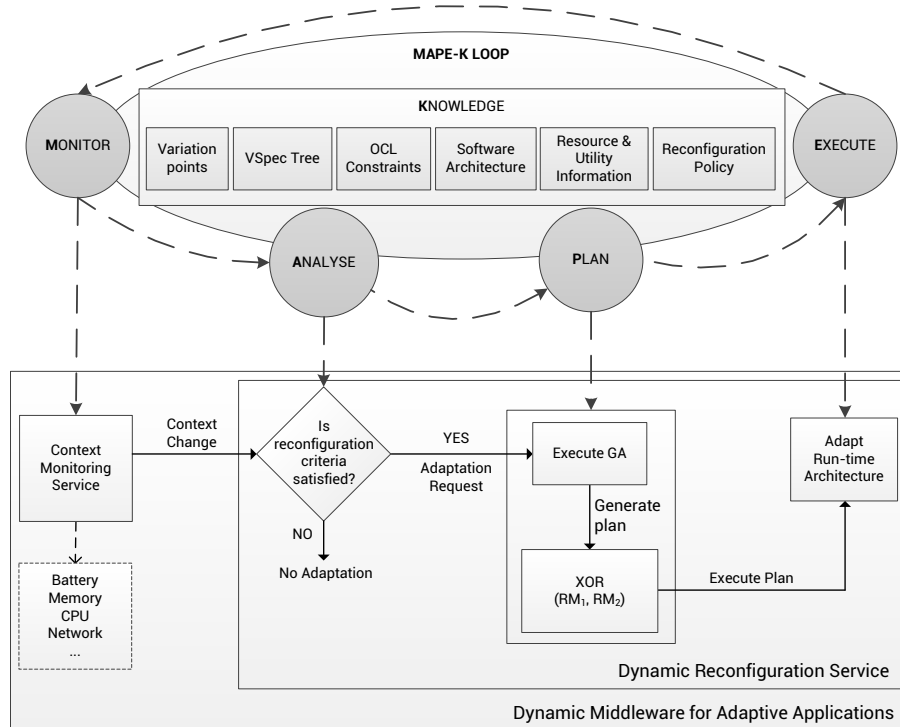 MAPE-K LOOP
KNOWLEDGE
MONITOR
EXECUTE
Variation
points
VSpec Tree
OCL
Constraints
Software
Architecture
Resource &
Utility
Information
Reconfiguration
Policy
ANALYSE
PLAN
Context
Monitoring
Service
Context
Change
Is
reconfiguration
criteria
satisfied?
YES
Adaptation
Request
Execute GA
Adapt
Run-time
Architecture
Generate
plan
NO
No Adaptation
XOR
(RM₁, RM₂)
Execute Plan
Battery
Memory
CPU
Network
...
Dynamic Reconfiguration Service
Dynamic Middleware for Adaptive Applications